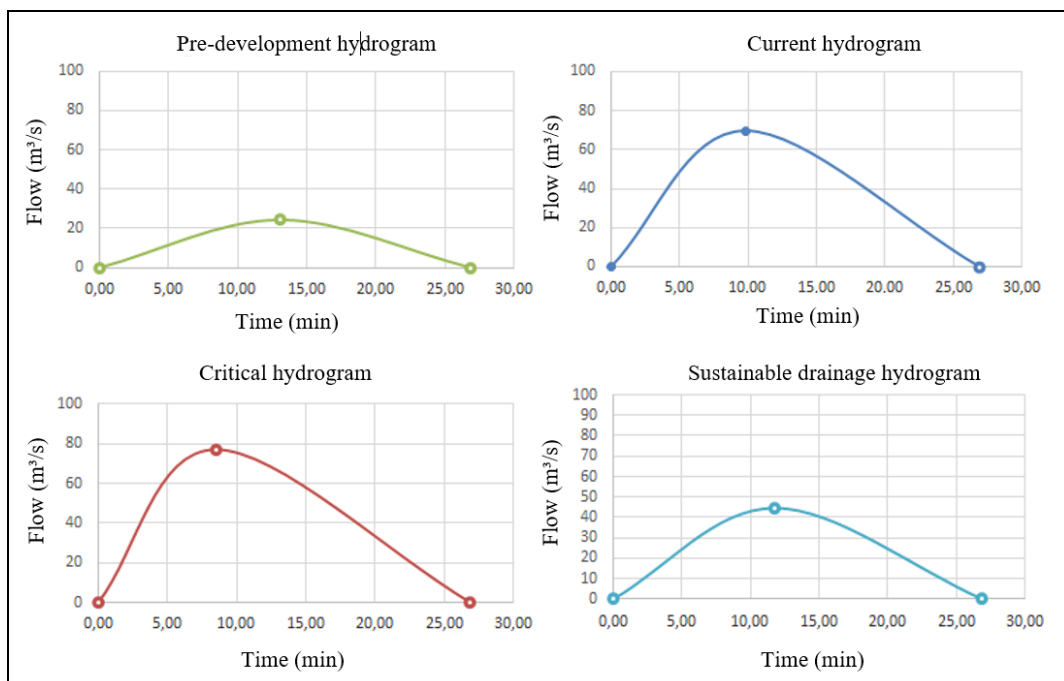 Pre-development hydrogram
100
80
60
40
20
0
Flow (m³/s)
0,00 5,00 10,00 15,00 20,00 25,00 30,00
Time (min)
Current hydrogram
100
80
60
40
20
0
Flow (m³/s)
0,00 5,00 10.00 15.00 20.00 25,00 30,00
Time (min)
Critical hydrogram
100
80
60
40
20
0
Flow (m³/s)
0,00 5,00 10,00 15,00 20,00 25,00 30,00
Time (min)
Sustainable drainage hydrogram
100
90
80
70
60
50
40
30
20
10
0
Flow (m³/s)
0,00 5,00 10,00 15,00 20,00 25,00 30,00
Time (min)